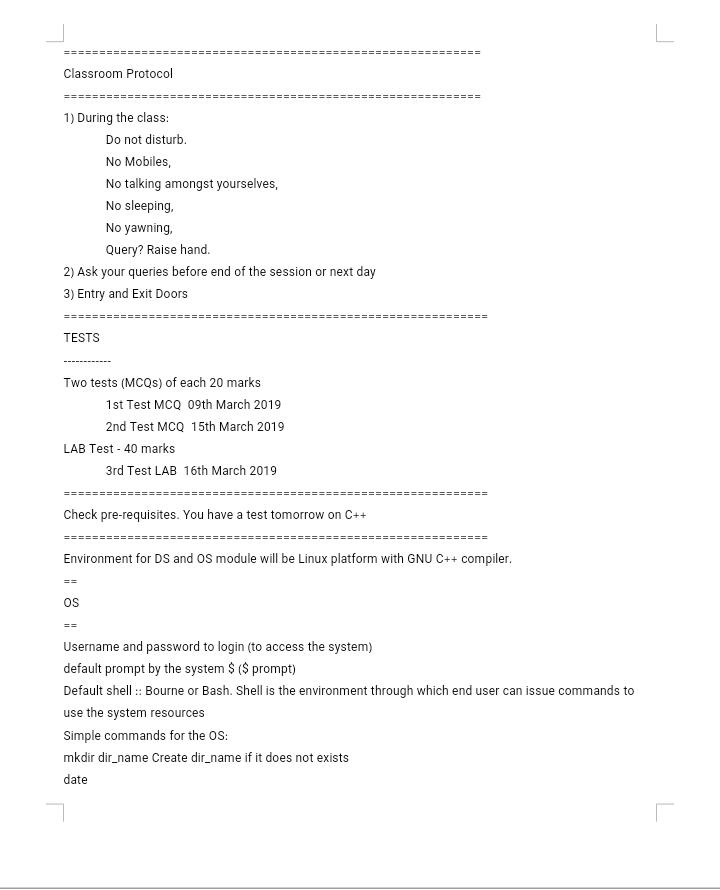 ===========================================================
Classroom Protocol
===========================================================
1) During the class:
Do not disturb.
No Mobiles,
No talking amongst yourselves,
No sleeping,
No yawning,
Query? Raise hand.
2) Ask your queries before end of the session or next day
3) Entry and Exit Doors
============================================================
TESTS
------------
Two tests (MCQs) of each 20 marks
1st Test MCQ  09th March 2019
2nd Test MCQ  15th March 2019
LAB Test - 40 marks
3rd Test LAB  16th March 2019
============================================================
Check pre-requisites. You have a test tomorrow on C++
============================================================
Environment for DS and OS module will be Linux platform with GNU C++ compiler.
==
OS
==
Username and password to login (to access the system)
default prompt by the system $ ($ prompt)
Default shell :: Bourne or Bash. Shell is the environment through which end user can issue commands to
use the system resources
Simple commands for the OS:
mkdir dir_name Create dir_name if it does not exists
date